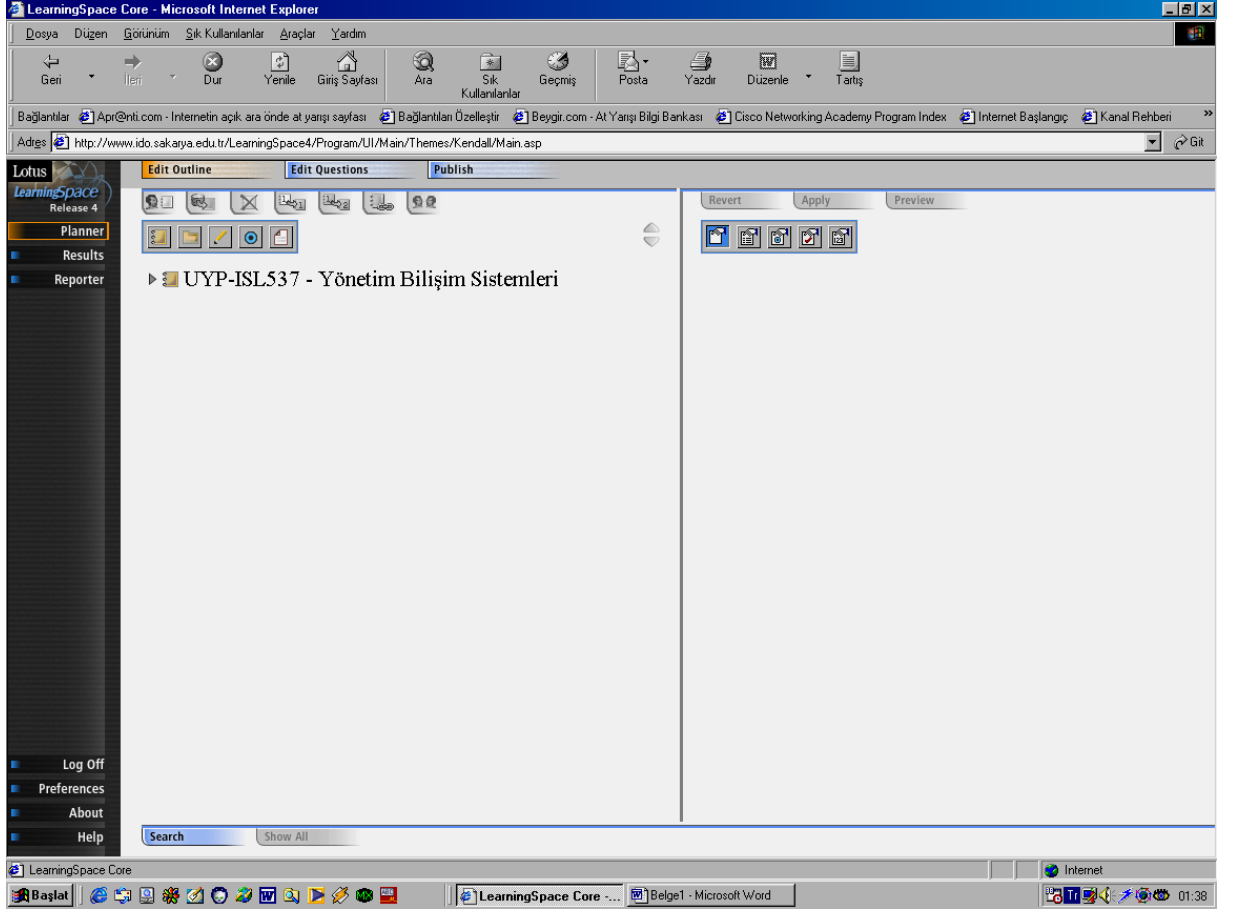 LearningSpace Core - Microsoft Internet Explorer
Dosya Düzen Görünüm Sık Kullanılanlar Araçlar Yardım
Geri İleri Dur Yenile Giriş Sayfası Ara Sık Kullanılanlar Geçmiş Posta Yazdır Düzenle Tartış
Bağlantılar Apr@nti.com - Internetin açık ara önde at yarışı sayfası Bağlantıları Özelleştir Beygir.com - At Yarışı Bilgi Bankası Cisco Networking Academy Program Index Internet Başlangıç Kanal Rehberi »
Adres http://www.ido.sakarya.edu.tr/LearningSpace4/Program/UI/Main/Themes/Kendall/Main.asp Git
Lotus
LearningSpace
Release 4
Edit Outline Edit Questions Publish
Revert Apply Preview
Planner
Results
Reporter
UYP-ISL537 - Yönetim Bilişim Sistemleri
Log Off
Preferences
About
Help
Search Show All
LearningSpace Core Internet
Başlat LearningSpace Core -... Belge1 - Microsoft Word Tr 01:38